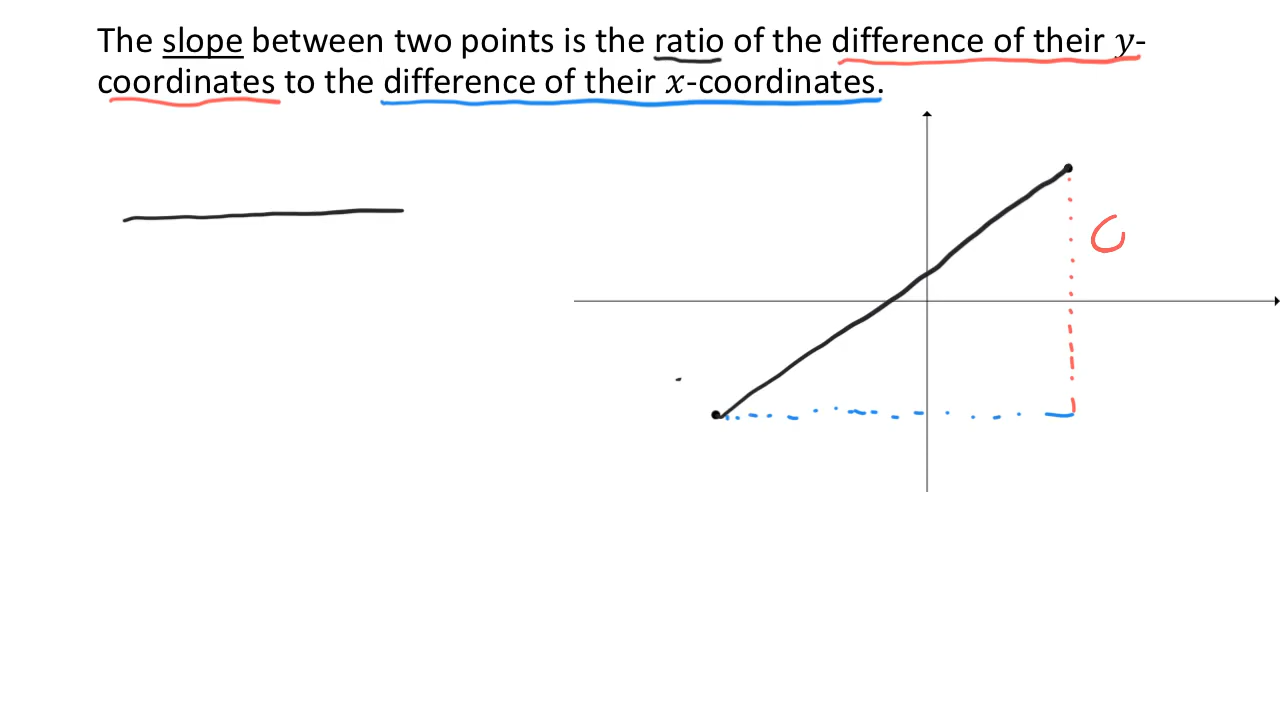 The slope between two points is the ratio of the difference of their y-
coordinates to the difference of their x-coordinates.